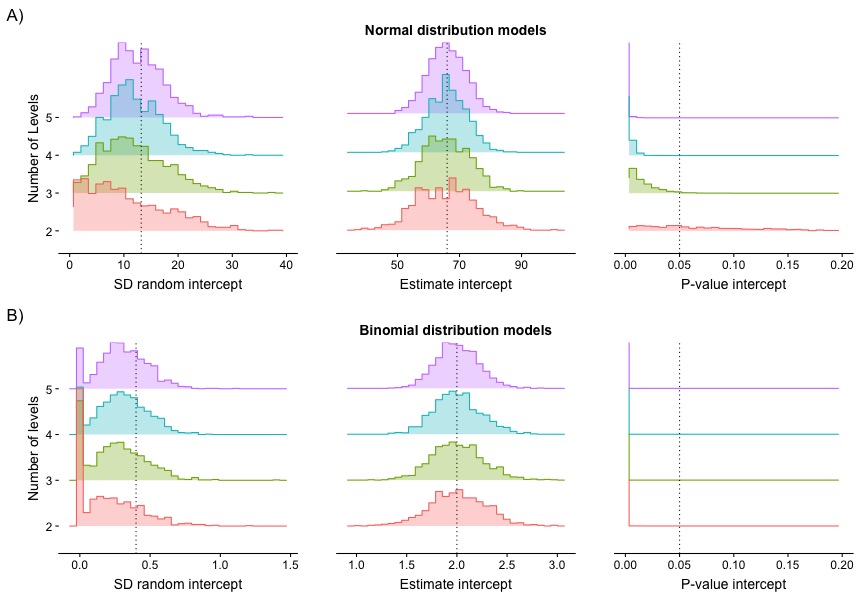 A)
Normal distribution models
Number of Levels
5
4
3
2
0 10 20 30 40
SD random intercept
50 70 90
Estimate intercept
0.00 0.05 0.10 0.15 0.20
P-value intercept
B)
Binomial distribution models
Number of levels
5
4
3
2
0.0 0.5 1.0 1.5
SD random intercept
1.0 1.5 2.0 2.5 3.0
Estimate intercept
0.00 0.05 0.10 0.15 0.20
P-value intercept